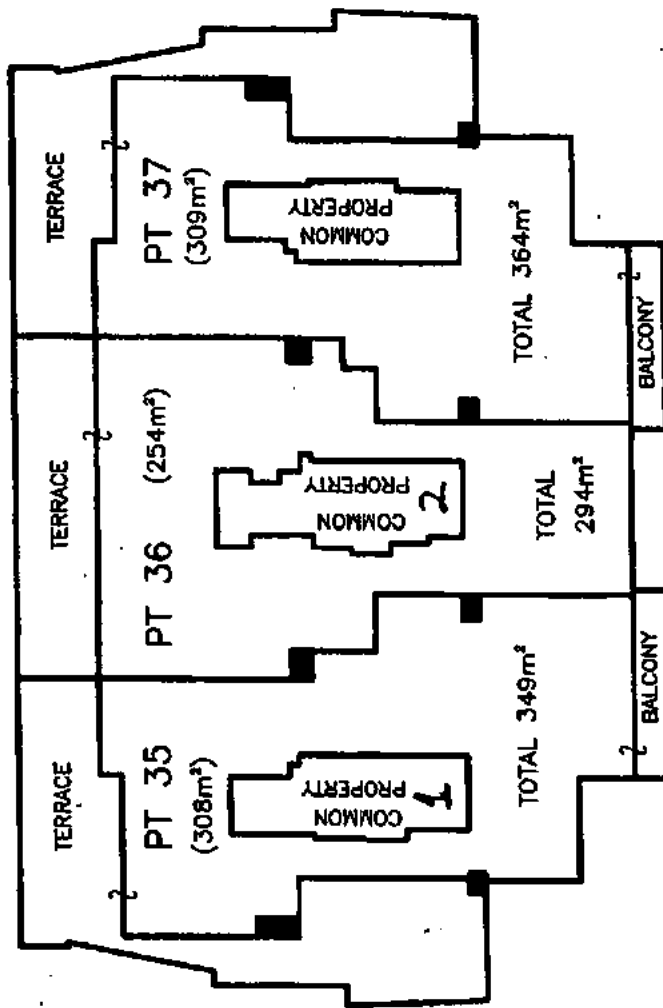 TERRACE
PT 35
(308m²)
COMMON
PROPERTY
1
TOTAL 349m²
BALCONY
TERRACE
PT 36
(254m²)
COMMON
PROPERTY
2
TOTAL
294m²
TERRACE
PT 37
(309m²)
COMMON
PROPERTY
TOTAL 364m²
BALCONY